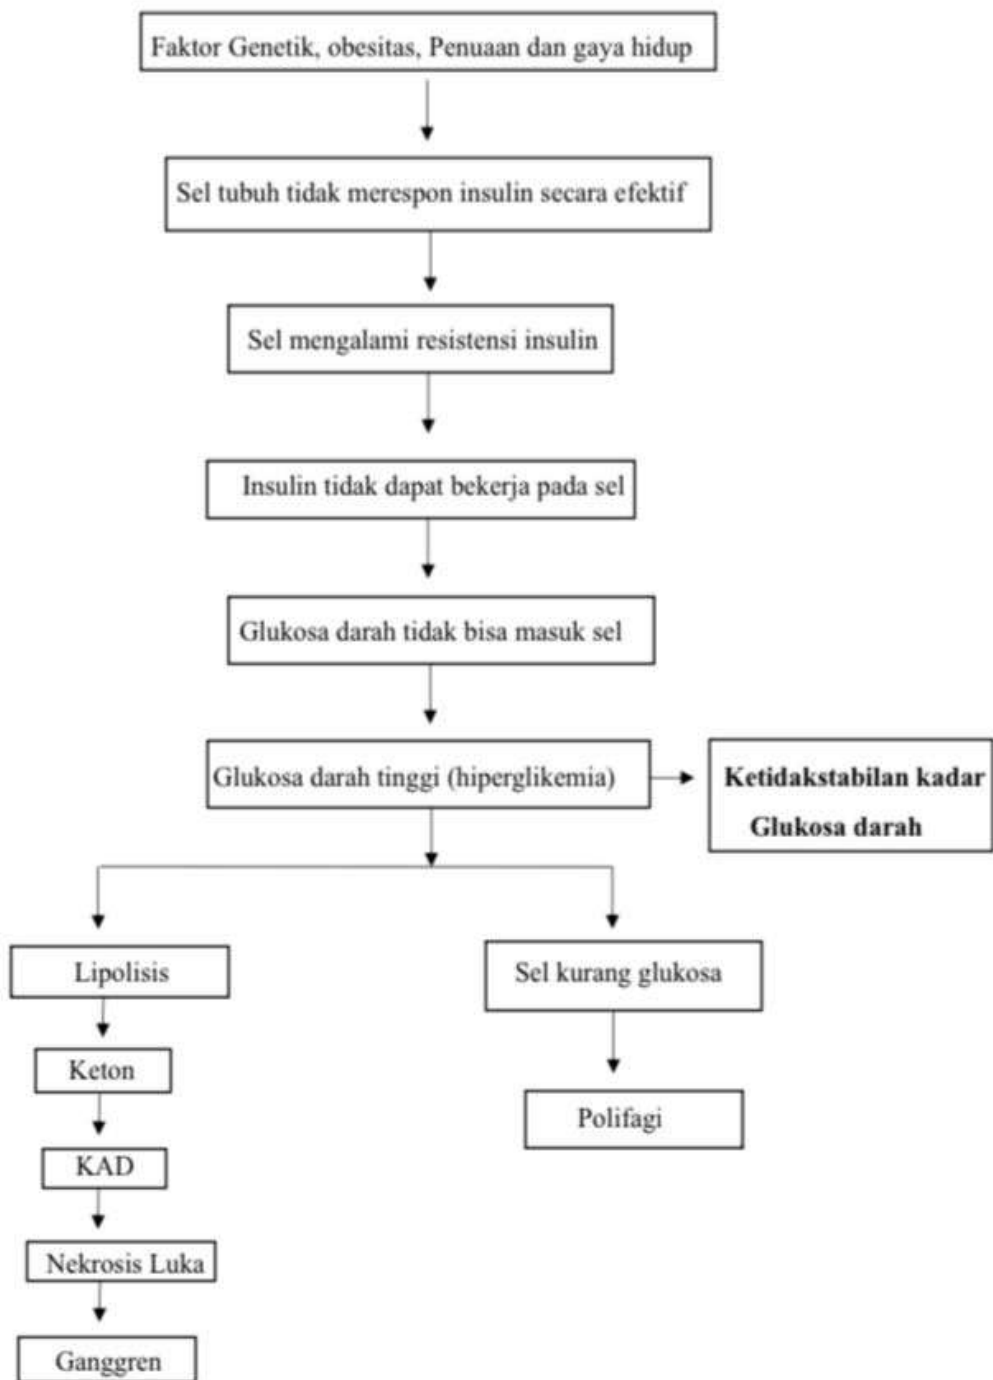 Faktor Genetik, obesitas, Penuaan dan gaya hidup
Sel tubuh tidak merespon insulin secara efektif
Sel mengalami resistensi insulin
Insulin tidak dapat bekerja pada sel
Glukosa darah tidak bisa masuk sel
Glukosa darah tinggi (hiperglikemia)
Ketidakstabilan kadar
Glukosa darah
Lipolisis
Keton
KAD
Nekrosis Luka
Ganggren
Sel kurang glukosa
Polifagi